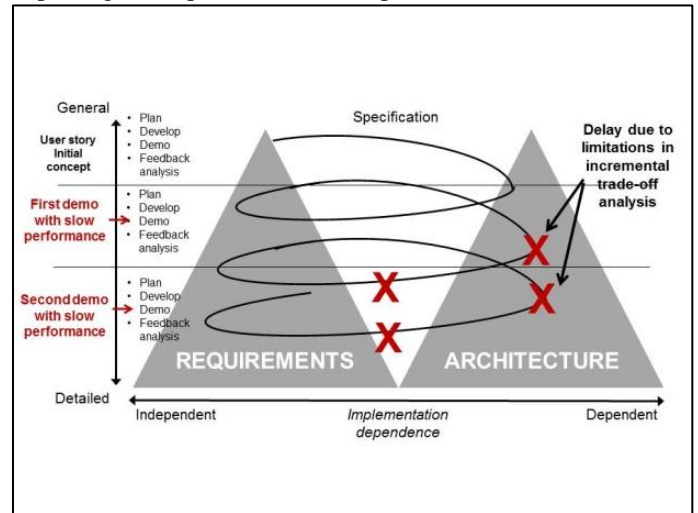 General
• Plan
• Develop
• Demo
• Feedback
analysis
User story
Initial
concept
Specification
Delay due to
limitations in
incremental
trade-off
analysis
First demo
with slow
performance
• Plan
• Develop
• Demo
• Feedback
analysis
X
Second demo
with slow
performance
• Plan
• Develop
• Demo
• Feedback
analysis
X
X
X
REQUIREMENTS
ARCHITECTURE
Detailed
Independent
Implementation
dependence
Dependent